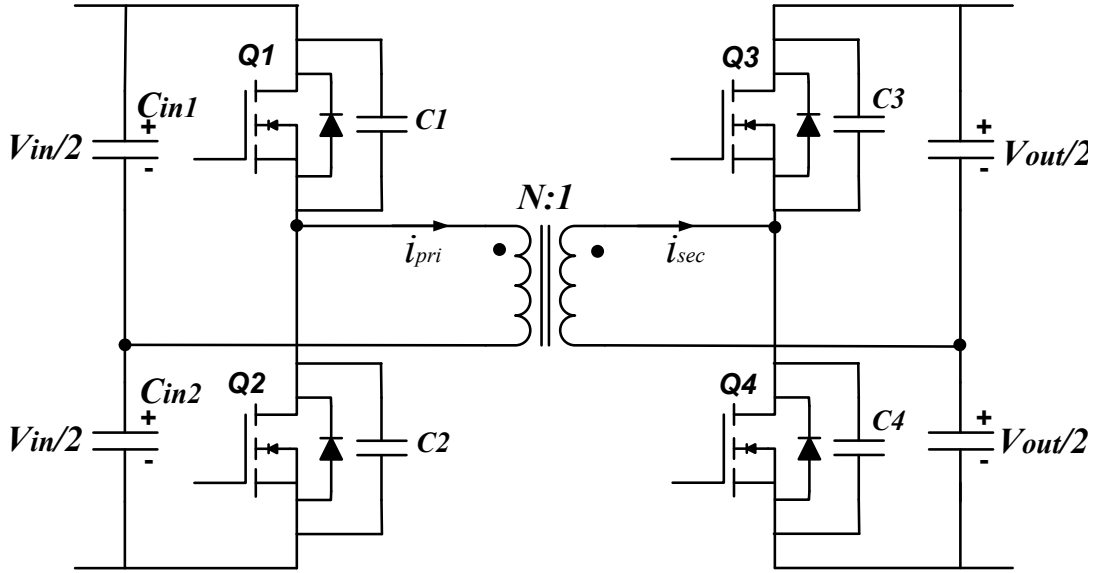 Q1
Q3
Cin1
+
-
Vin/2
C1
C3
+
-
Vout/2
N:1
ipri
isec
Q2
Q4
Cin2
+
-
Vin/2
C2
C4
+
-
Vout/2